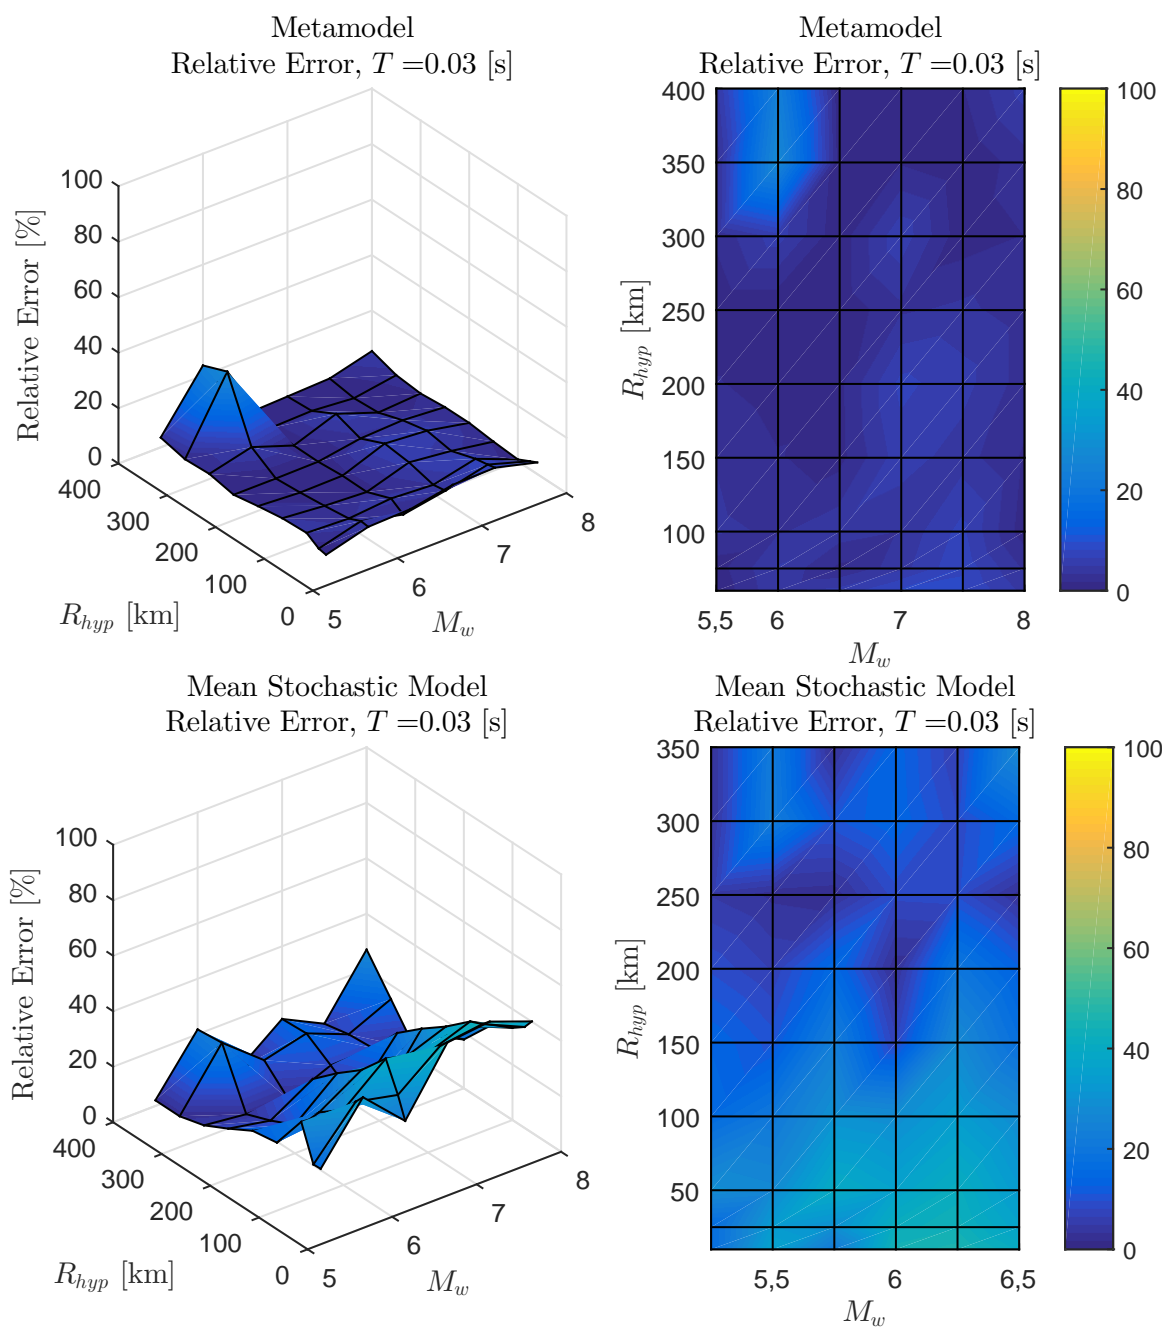 Metamodel
Relative Error, T =0.03 [s]
Relative Error [%]
100
80
60
40
20
0
400
300
200
100
0
R_hyp [km]
5
6
7
8
M_w
Metamodel
Relative Error, T =0.03 [s]
R_hyp [km]
400
350
300
250
200
150
100
5,5 6 7 8
M_w
100
80
60
40
20
0
Mean Stochastic Model
Relative Error, T =0.03 [s]
Relative Error [%]
100
80
60
40
20
0
400
300
200
100
0
R_hyp [km]
5
6
7
8
M_w
Mean Stochastic Model
Relative Error, T =0.03 [s]
R_hyp [km]
350
300
250
200
150
100
50
5,5 6 6,5
M_w
100
80
60
40
20
0